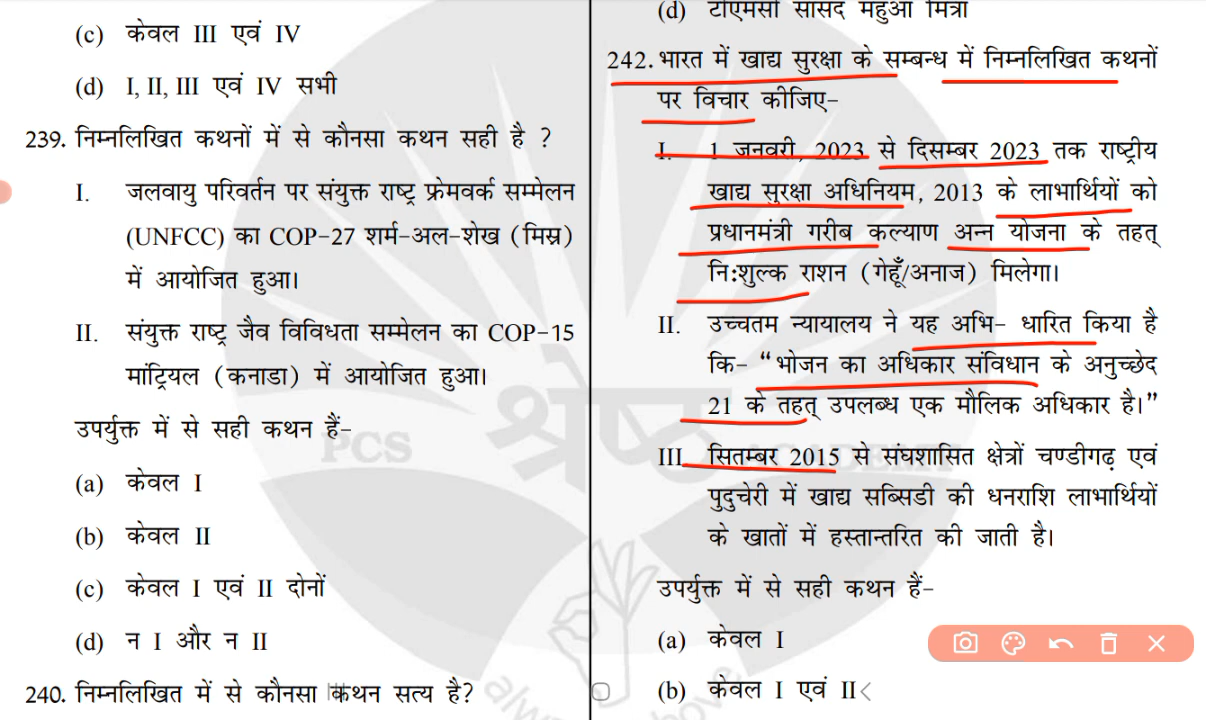 (c) केवल III एवं IV
(d) I, II, III एवं IV सभी
239. निम्नलिखित कथनों में से कौनसा कथन सही है ?
I. जलवायु परिवर्तन पर संयुक्त राष्ट्र फ्रेमवर्क सम्मेलन
(UNFCC) का COP-27 शर्म-अल-शेख (मिस्र)
में आयोजित हुआ।
II. संयुक्त राष्ट्र जैव विविधता सम्मेलन का COP-15
मांट्रियल (कनाडा) में आयोजित हुआ।
उपर्युक्त में से सही कथन हैं-
(a) केवल I
(b) केवल II
(c) केवल I एवं II दोनों
(d) न I और न II
240. निम्नलिखित में से कौनसा कथन सत्य है?
(d) टीएमसी सांसद महुआ मित्रा
242. भारत में खाद्य सुरक्षा के सम्बन्ध में निम्नलिखित कथनों
पर विचार कीजिए-
I. 1 जनवरी, 2023 से दिसम्बर 2023 तक राष्ट्रीय
खाद्य सुरक्षा अधिनियम, 2013 के लाभार्थियों को
प्रधानमंत्री गरीब कल्याण अन्न योजना के तहत्
नि:शुल्क राशन (गेहूँ/अनाज) मिलेगा।
II. उच्चतम न्यायालय ने यह अभि- धारित किया है
कि- “भोजन का अधिकार संविधान के अनुच्छेद
21 के तहत् उपलब्ध एक मौलिक अधिकार है।”
III. सितम्बर 2015 से संघशासित क्षेत्रों चण्डीगढ़ एवं
पुदुचेरी में खाद्य सब्सिडी की धनराशि लाभार्थियों
के खातों में हस्तान्तरित की जाती है।
उपर्युक्त में से सही कथन हैं-
(a) केवल I
(b) केवल I एवं II
श्रेष्ठ
PCS ACADEMY